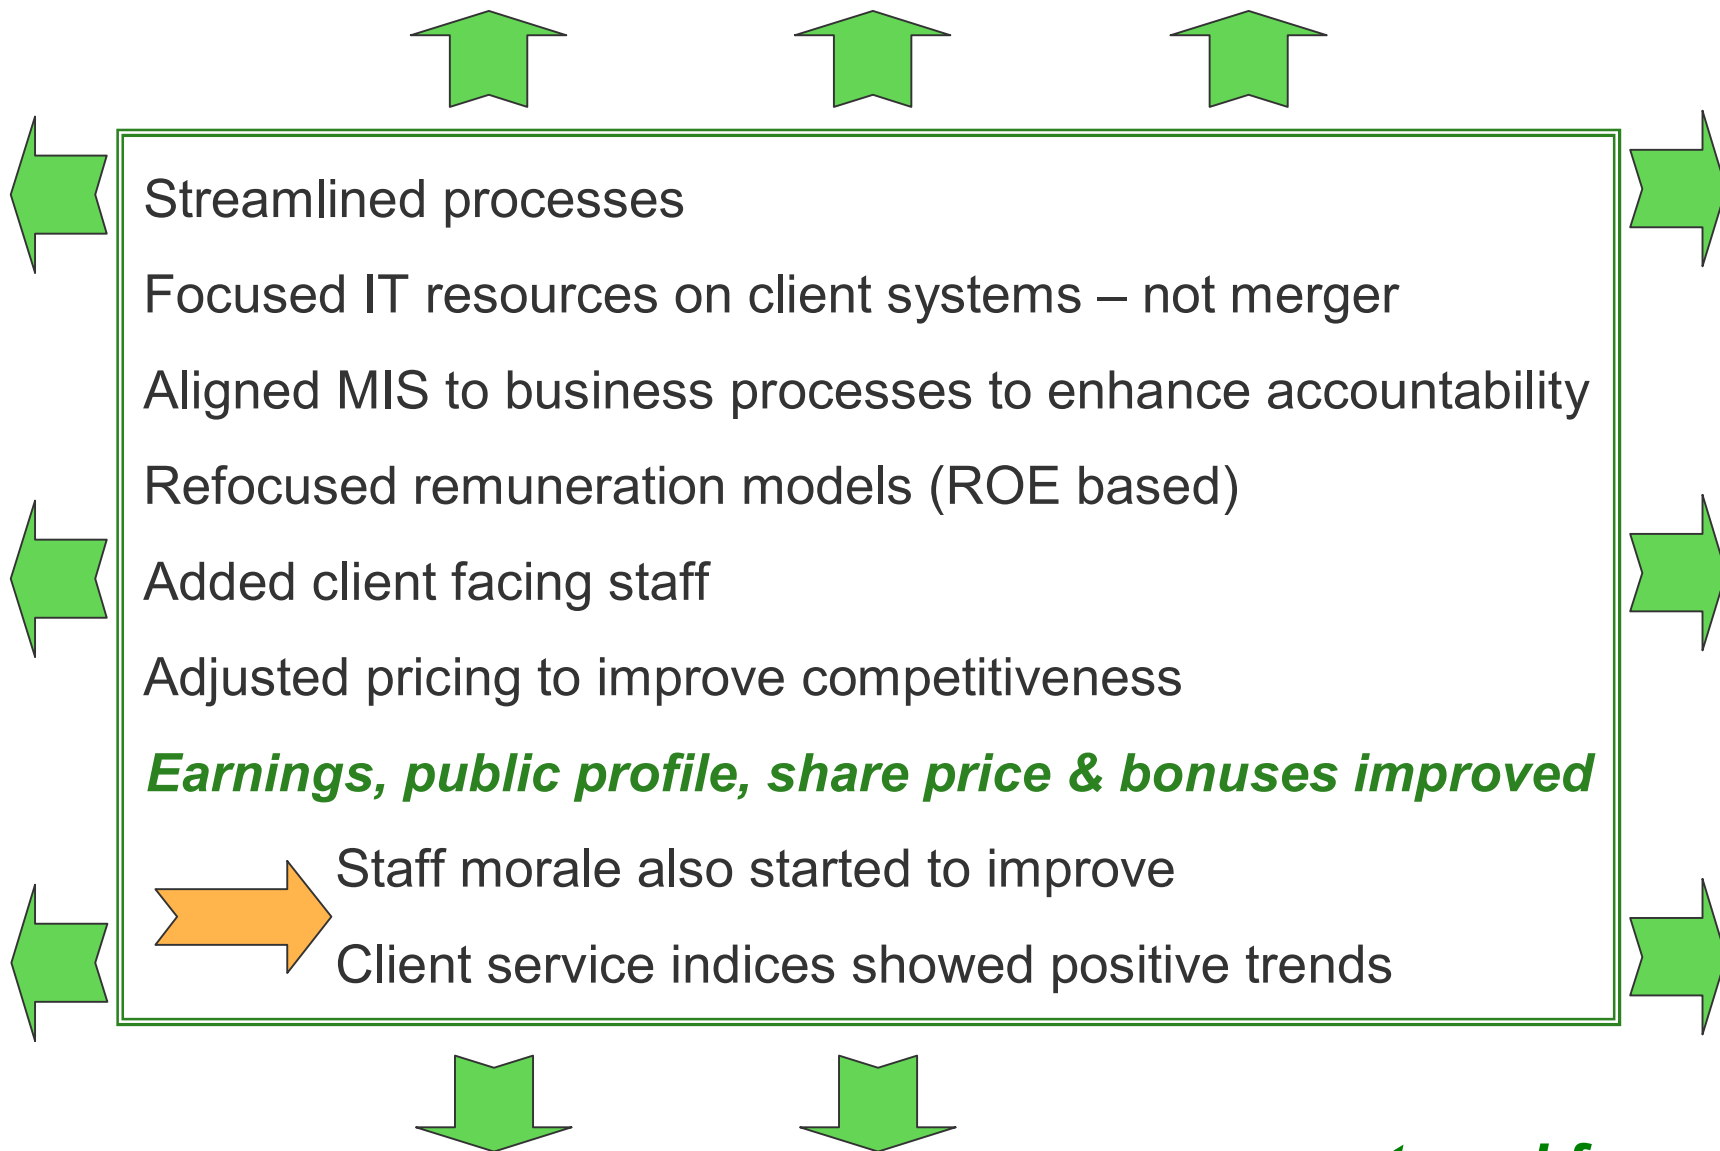 Streamlined processes
Focused IT resources on client systems – not merger
Aligned MIS to business processes to enhance accountability
Refocused remuneration models (ROE based)
Added client facing staff
Adjusted pricing to improve competitiveness
Earnings, public profile, share price & bonuses improved
Staff morale also started to improve
Client service indices showed positive trends